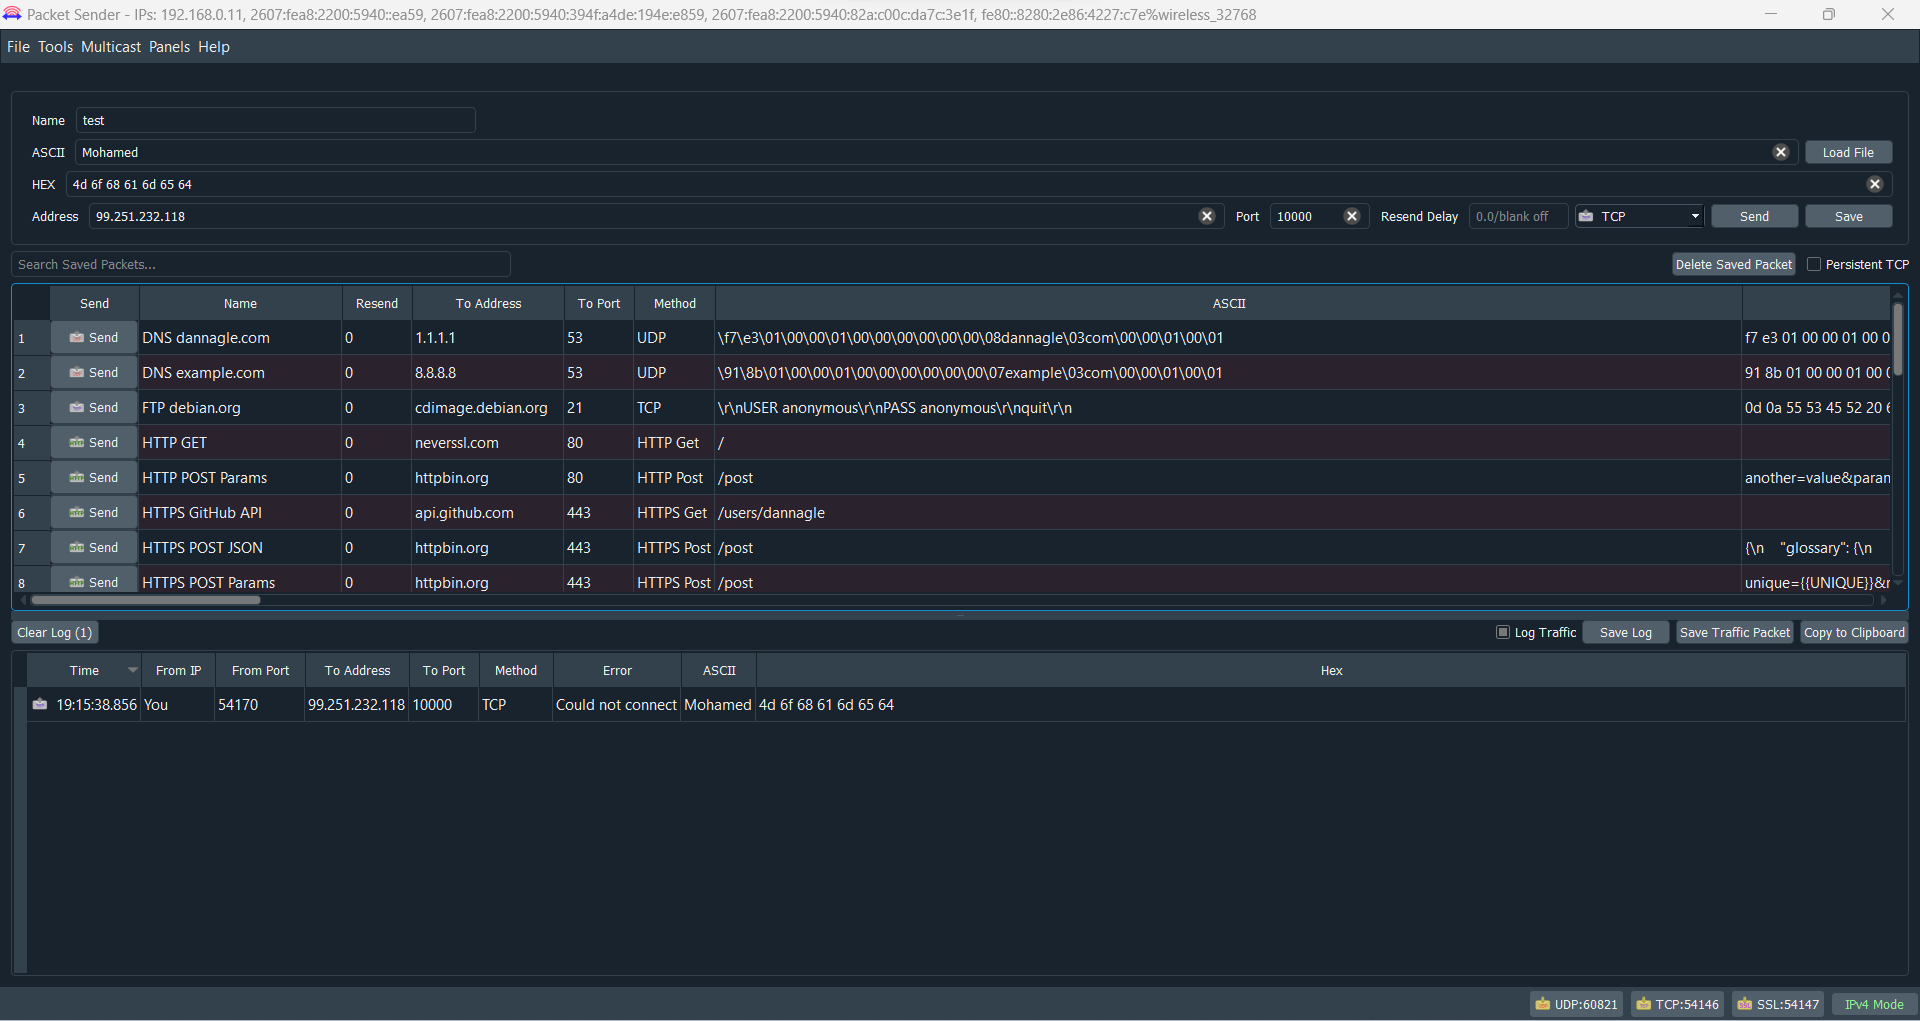 Packet Sender - IPs: 192.168.0.11, 2607:fea8:2200:5940::ea59, 2607:fea8:2200:5940:394f:a4de:194e:e859, 2607:fea8:2200:5940:82a:c00c:da7c:3e1f, fe80::8280:2e86:4227:c7e%wireless_32768
File Tools Multicast Panels Help
Name test
ASCII Mohamed Load File
HEX 4d 6f 68 61 6d 65 64
Address 99.251.232.118 Port 10000 Resend Delay 0.0/blank off TCP Send Save
Search Saved Packets... Delete Saved Packet Persistent TCP
Send Name Resend To Address To Port Method ASCII
1 Send DNS dannagle.com 0 1.1.1.1 53 UDP \f7\e3\01\00\00\01\00\00\00\00\00\00\08dannagle\03com\00\00\01\00\01 f7 e3 01 00 00 01 00 0
2 Send DNS example.com 0 8.8.8.8 53 UDP \91\8b\01\00\00\01\00\00\00\00\00\00\07example\03com\00\00\01\00\01 91 8b 01 00 00 01 00 0
3 Send FTP debian.org 0 cdimage.debian.org 21 TCP \r\nUSER anonymous\r\nPASS anonymous\r\nquit\r\n 0d 0a 55 53 45 52 20 6
4 Send HTTP GET 0 neverssl.com 80 HTTP Get /
5 Send HTTP POST Params 0 httpbin.org 80 HTTP Post /post another=value&param
6 Send HTTPS GitHub API 0 api.github.com 443 HTTPS Get /users/dannagle
7 Send HTTPS POST JSON 0 httpbin.org 443 HTTPS Post /post {\n "glossary": {\n
8 Send HTTPS POST Params 0 httpbin.org 443 HTTPS Post /post unique={{UNIQUE}}&r
Clear Log (1) Log Traffic Save Log Save Traffic Packet Copy to Clipboard
Time From IP From Port To Address To Port Method Error ASCII Hex
19:15:38.856 You 54170 99.251.232.118 10000 TCP Could not connect Mohamed 4d 6f 68 61 6d 65 64
UDP:60821 TCP:54146 SSL:54147 IPv4 Mode